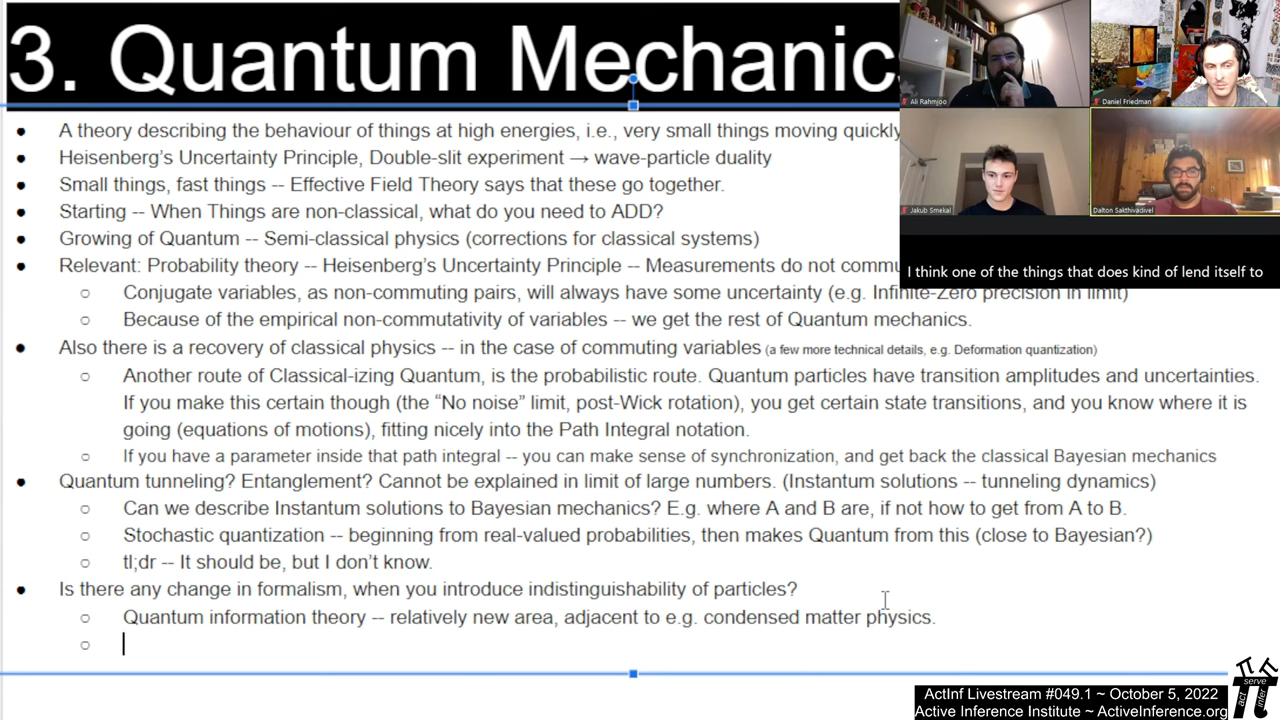 3. Quantum Mechanic
A theory describing the behaviour of things at high energies, i.e., very small things moving quickly
Heisenberg's Uncertainty Principle, Double-slit experiment → wave-particle duality
Small things, fast things -- Effective Field Theory says that these go together.
Starting -- When Things are non-classical, what do you need to ADD?
Growing of Quantum -- Semi-classical physics (corrections for classical systems)
Relevant: Probability theory -- Heisenberg's Uncertainty Principle -- Measurements do not commu
Conjugate variables, as non-commuting pairs, will always have some uncertainty (e.g. Infinite-Zero precision in limit)
Because of the empirical non-commutativity of variables -- we get the rest of Quantum mechanics.
Also there is a recovery of classical physics -- in the case of commuting variables (a few more technical details, e.g. Deformation quantization)
Another route of Classical-izing Quantum, is the probabilistic route. Quantum particles have transition amplitudes and uncertainties.
If you make this certain though (the “No noise” limit, post-Wick rotation), you get certain state transitions, and you know where it is
going (equations of motions), fitting nicely into the Path Integral notation.
If you have a parameter inside that path integral -- you can make sense of synchronization, and get back the classical Bayesian mechanics
Quantum tunneling? Entanglement? Cannot be explained in limit of large numbers. (Instantum solutions -- tunneling dynamics)
Can we describe Instantum solutions to Bayesian mechanics? E.g. where A and B are, if not how to get from A to B.
Stochastic quantization -- beginning from real-valued probabilities, then makes Quantum from this (close to Bayesian?)
tl;dr -- It should be, but I don't know.
Is there any change in formalism, when you introduce indistinguishability of particles?
Quantum information theory -- relatively new area, adjacent to e.g. condensed matter physics.
Ali Rahmjoo
Daniel Friedman
Jakub Smekal
Dalton Sakthivadivel
I think one of the things that does kind of lend itself to
act
serve
infer
ActInf Livestream #049.1 ~ October 5, 2022
Active Inference Institute ~ ActiveInference.org